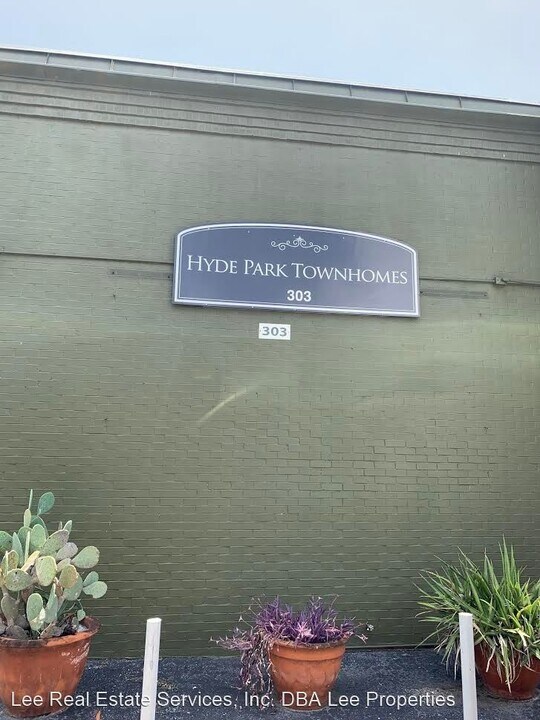 Hyde Park Townhomes
303
303
Lee Real Estate Services, Inc. DBA Lee Properties